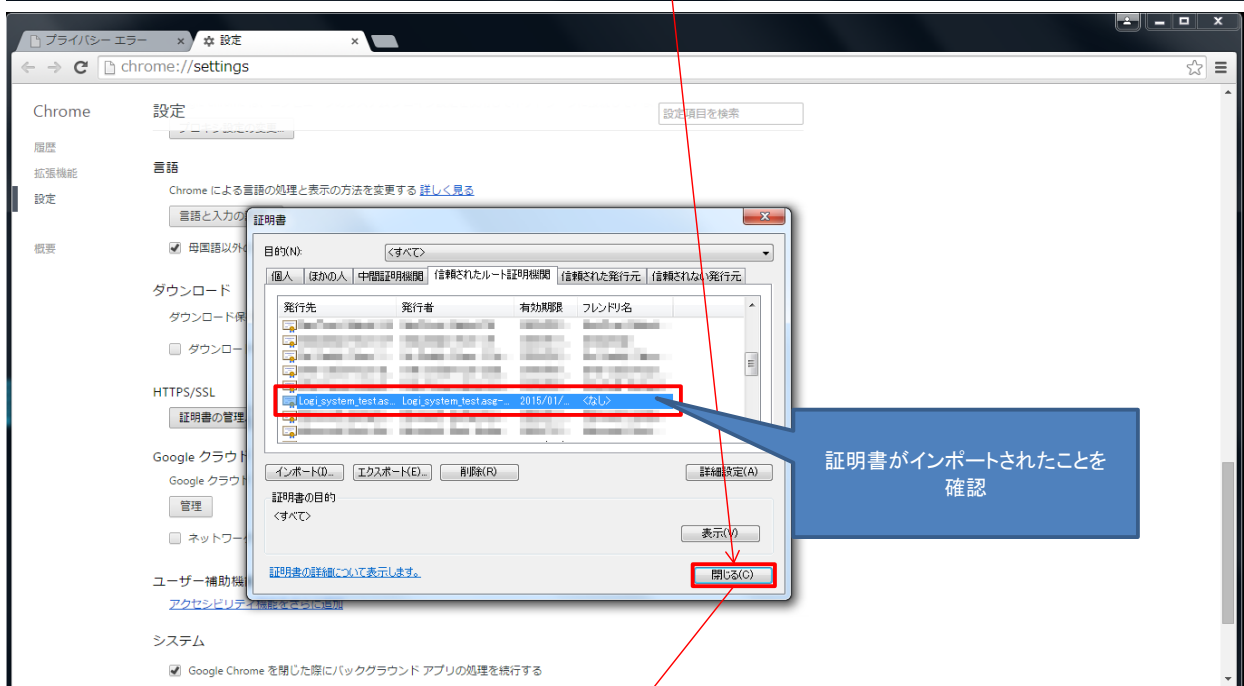 プライバシー エラー
設定
chrome://settings
Chrome
設定
設定項目を検索
履歴
拡張機能
設定
概要
言語
Chrome による言語の処理と表示の方法を変更する 詳しく見る
言語と入力の
母国語以外の
ダウンロード
ダウンロード保
ダウンロー
HTTPS/SSL
証明書の管理
Google クラウド
Google クラウド
管理
ネットワー
ユーザー補助機
アクセシビリティ機能をさらに追加
システム
Google Chrome を閉じた際にバックグラウンド アプリの処理を続行する
証明書
目的(N):
<すべて>
個人 ほかの人 中間証明機関 信頼されたルート証明機関 信頼された発行元 信頼されない発行元
発行先 発行者 有効期限 フレンドリ名
Logi_system_testas... Logi_system_testasg-... 2015/01/... <なし>
インポート(I)... エクスポート(E)... 削除(R) 詳細設定(A)
証明書の目的
<すべて>
表示(V)
証明書の詳細について表示します。
閉じる(C)
証明書がインポートされたことを
確認